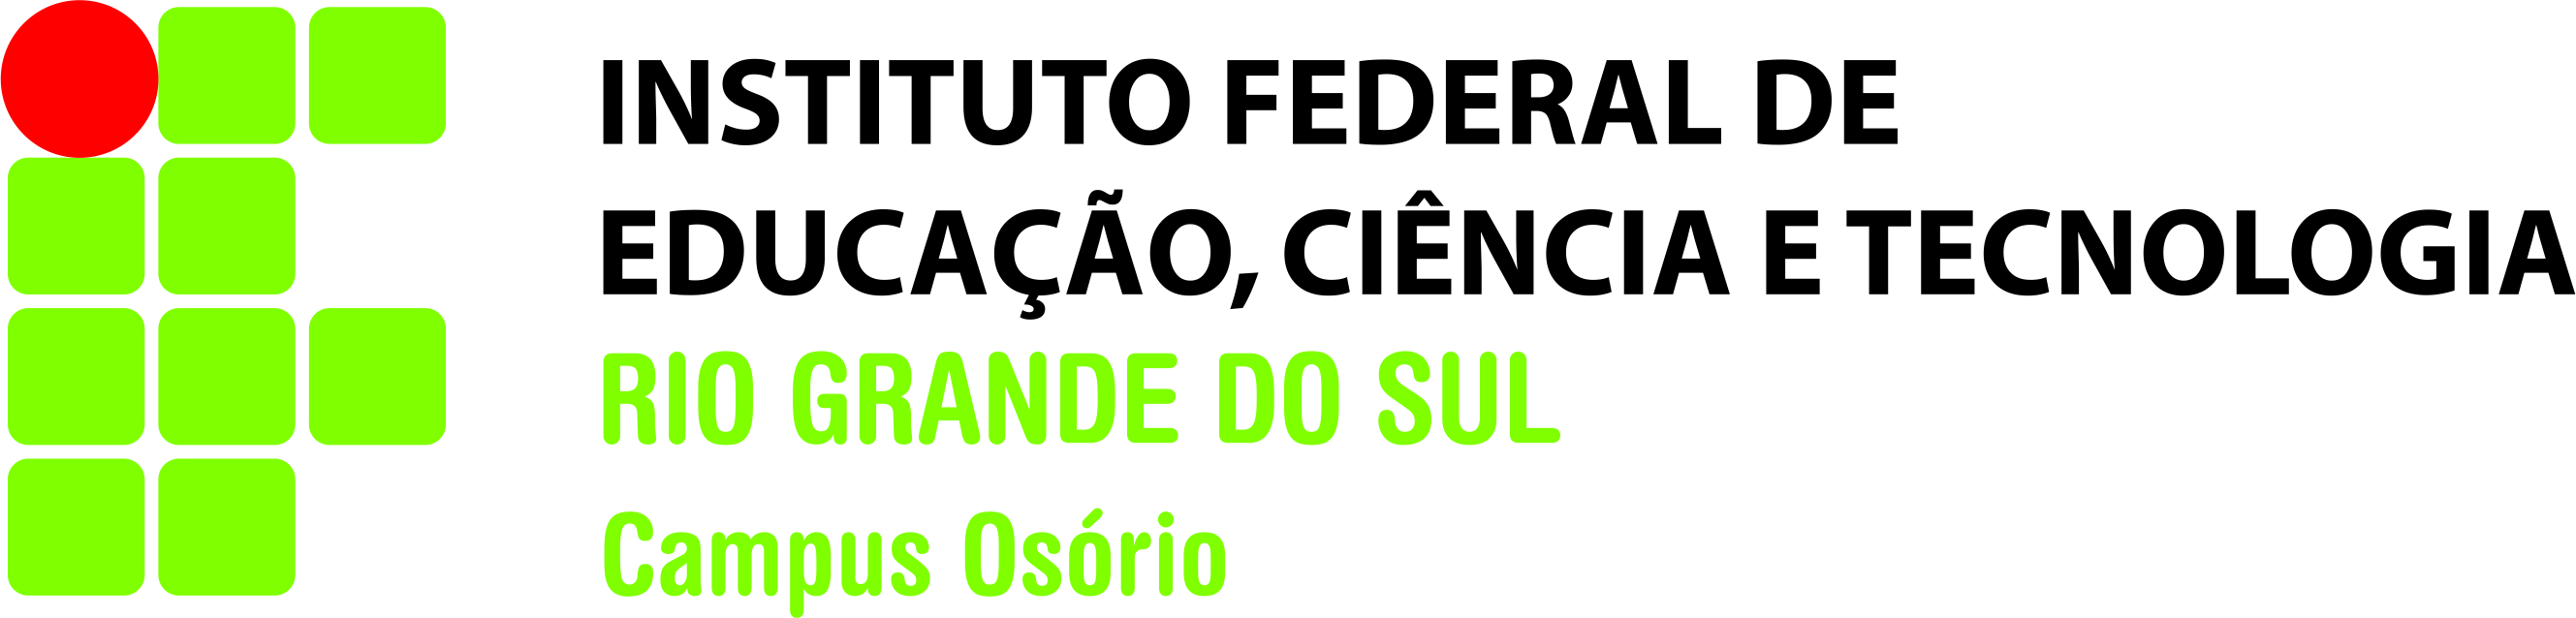 INSTITUTO FEDERAL DE
EDUCAÇÃO, CIÊNCIA E TECNOLOGIA
RIO GRANDE DO SUL
Campus Osório